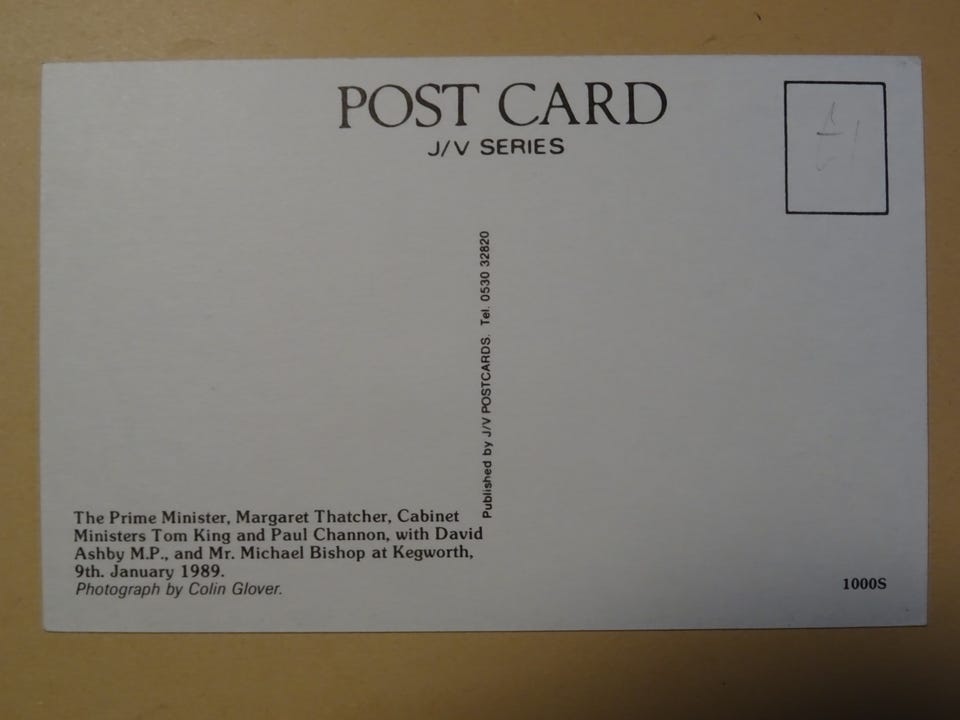 POST CARD
J/V SERIES
Published by J/V POSTCARDS. Tel. 0530 32820
The Prime Minister, Margaret Thatcher, Cabinet
Ministers Tom King and Paul Channon, with David
Ashby M.P., and Mr. Michael Bishop at Kegworth,
9th. January 1989.
Photograph by Colin Glover.
1000S